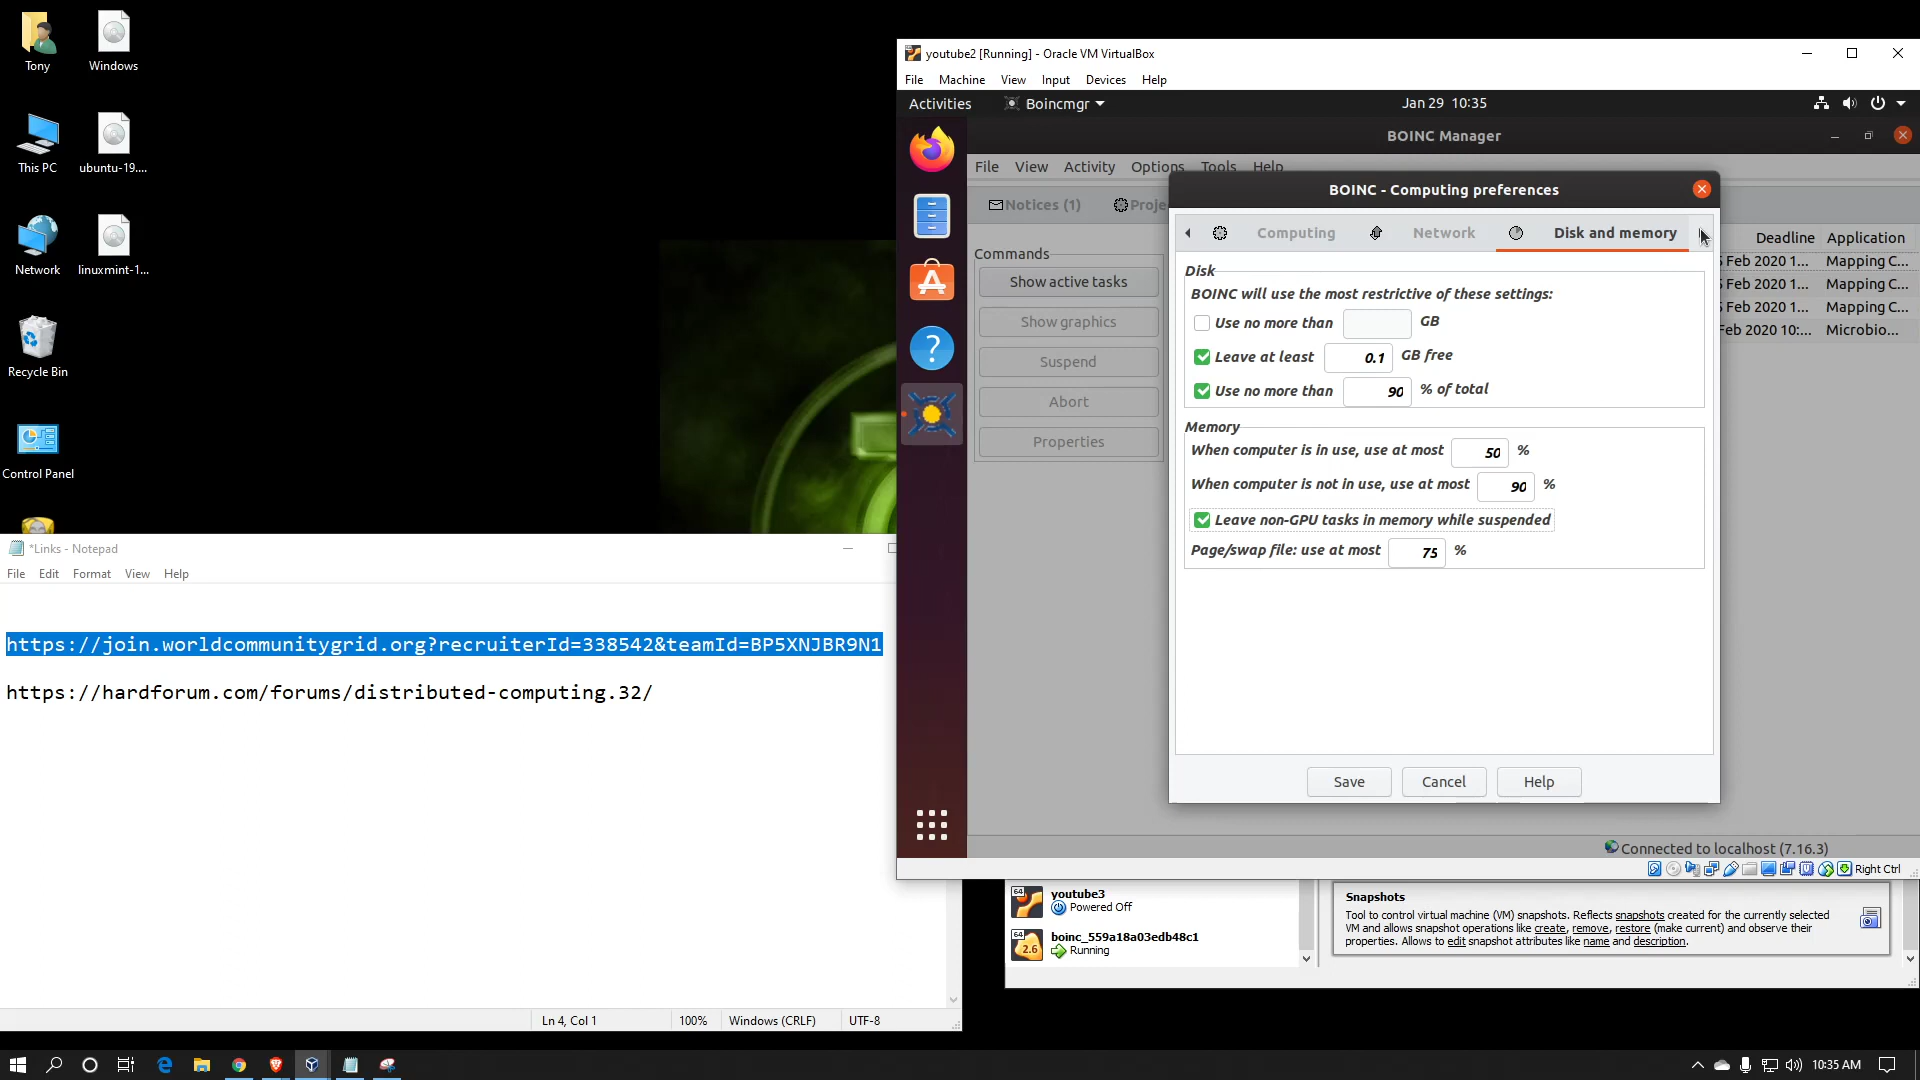 Tony
Windows
This PC
ubuntu-19....
Network
linuxmint-1...
Recycle Bin
Control Panel
*Links - Notepad
File Edit Format View Help
https://join.worldcommunitygrid.org?recruiterId=338542&teamId=BP5XNJBR9N1
https://hardforum.com/forums/distributed-computing.32/
Ln 4, Col 1 100% Windows (CRLF) UTF-8
youtube2 [Running] - Oracle VM VirtualBox
File Machine View Input Devices Help
Activities Boincmgr Jan 29 10:35
BOINC Manager
File View Activity Options Tools Help
Notices (1) Proje
Commands
Show active tasks
Show graphics
Suspend
Abort
Properties
Deadline Application
Feb 2020 1... Mapping C...
Feb 2020 1... Mapping C...
Feb 2020 1... Mapping C...
Feb 2020 10:... Microbio...
BOINC - Computing preferences
Computing Network Disk and memory
Disk
BOINC will use the most restrictive of these settings:
Use no more than GB
Leave at least 0.1 GB free
Use no more than 90 % of total
Memory
When computer is in use, use at most 50 %
When computer is not in use, use at most 90 %
Leave non-GPU tasks in memory while suspended
Page/swap file: use at most 75 %
Save Cancel Help
Connected to localhost (7.16.3)
Right Ctrl
64 youtube3
Powered Off
64 2.6 boinc_559a18a03edb48c1
Running
Snapshots
Tool to control virtual machine (VM) snapshots. Reflects snapshots created for the currently selected
VM and allows snapshot operations like create, remove, restore (make current) and observe their
properties. Allows to edit snapshot attributes like name and description.
10:35 AM